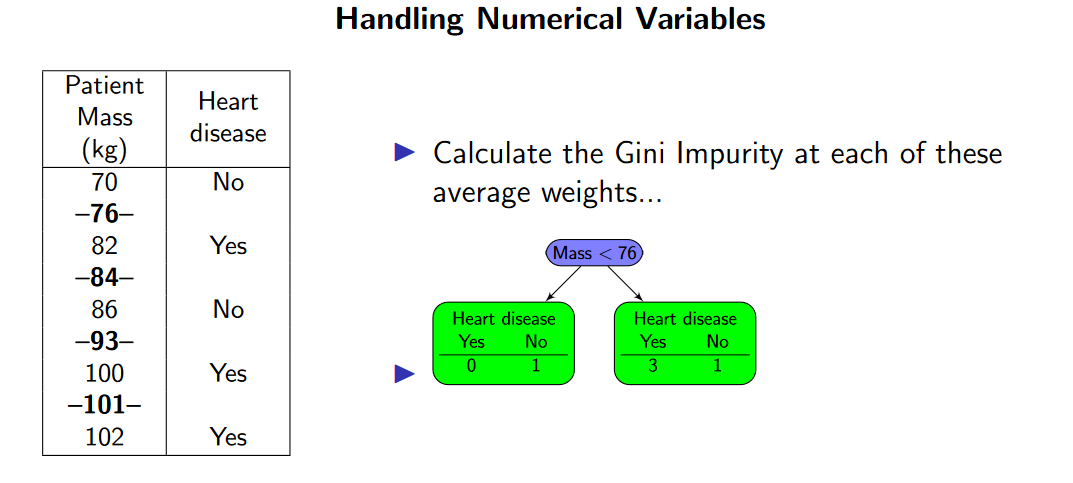 Handling Numerical Variables
Patient
Mass
(kg)
Heart
disease
70 No
–76–
82 Yes
–84–
86 No
–93–
100 Yes
–101–
102 Yes
▶ Calculate the Gini Impurity at each of these
average weights...
▶
Mass < 76
Heart disease
Yes No
0 1
Heart disease
Yes No
3 1